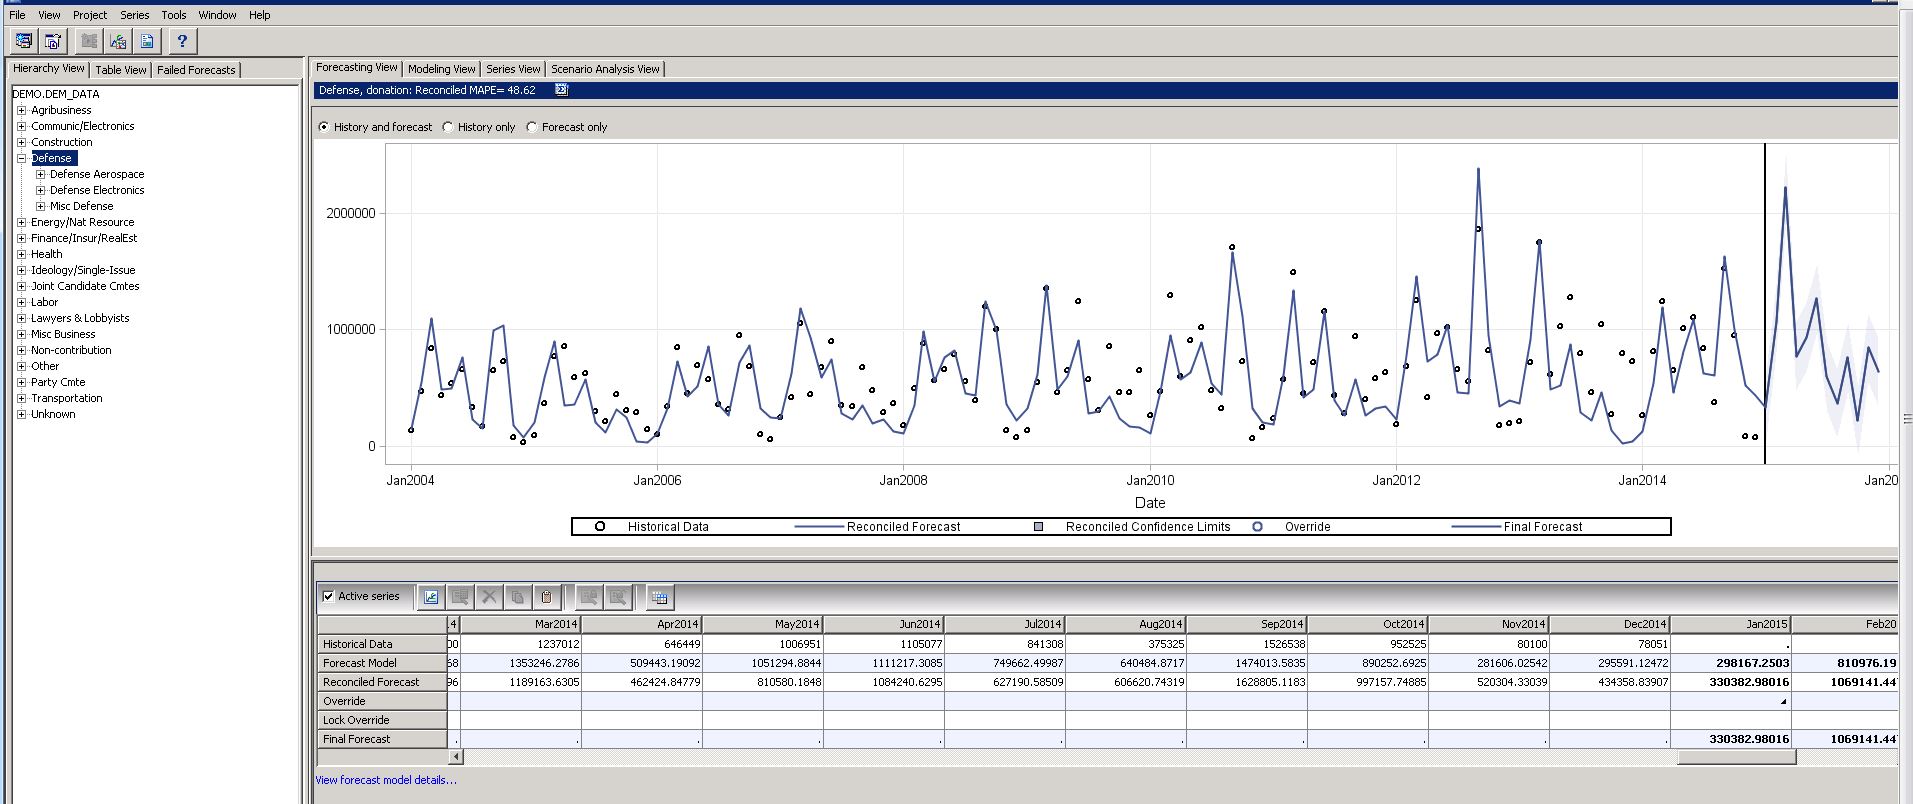 File View Project Series Tools Window Help
?
Hierarchy View Table View Failed Forecasts
DEMO.DEM_DATA
Agribusiness
Communic/Electronics
Construction
Defense
Defense Aerospace
Defense Electronics
Misc Defense
Energy/Nat Resource
Finance/Insur/RealEst
Health
Ideology/Single-Issue
Joint Candidate Cmtes
Labor
Lawyers & Lobbyists
Misc Business
Non-contribution
Other
Party Cmte
Transportation
Unknown
Forecasting View Modeling View Series View Scenario Analysis View
Defense, donation: Reconciled MAPE= 48.62
History and forecast History only Forecast only
2000000
1000000
0
Jan2004 Jan2006 Jan2008 Jan2010 Jan2012 Jan2014 Jan20
Date
Historical Data Reconciled Forecast Reconciled Confidence Limits Override Final Forecast
Active series
4 Mar2014 Apr2014 May2014 Jun2014 Jul2014 Aug2014 Sep2014 Oct2014 Nov2014 Dec2014 Jan2015 Feb20
Historical Data 00 1237012 646449 1006951 1105077 841308 375325 1526538 952525 80100 78051 .
Forecast Model 68 1353246.2786 509443.19092 1051294.8844 1111217.3085 749662.49987 640484.8717 1474013.5835 890252.6925 281606.02542 295591.12472 298167.2503 810976.19
Reconciled Forecast 96 1189163.6305 462424.84779 810580.1848 1084240.6295 627190.58509 606620.74319 1628805.1183 997157.74885 520304.33039 434358.83907 330382.98016 1069141.447
Override
Lock Override
Final Forecast . . . . . . . . . . . 330382.98016 1069141.447
View forecast model details...